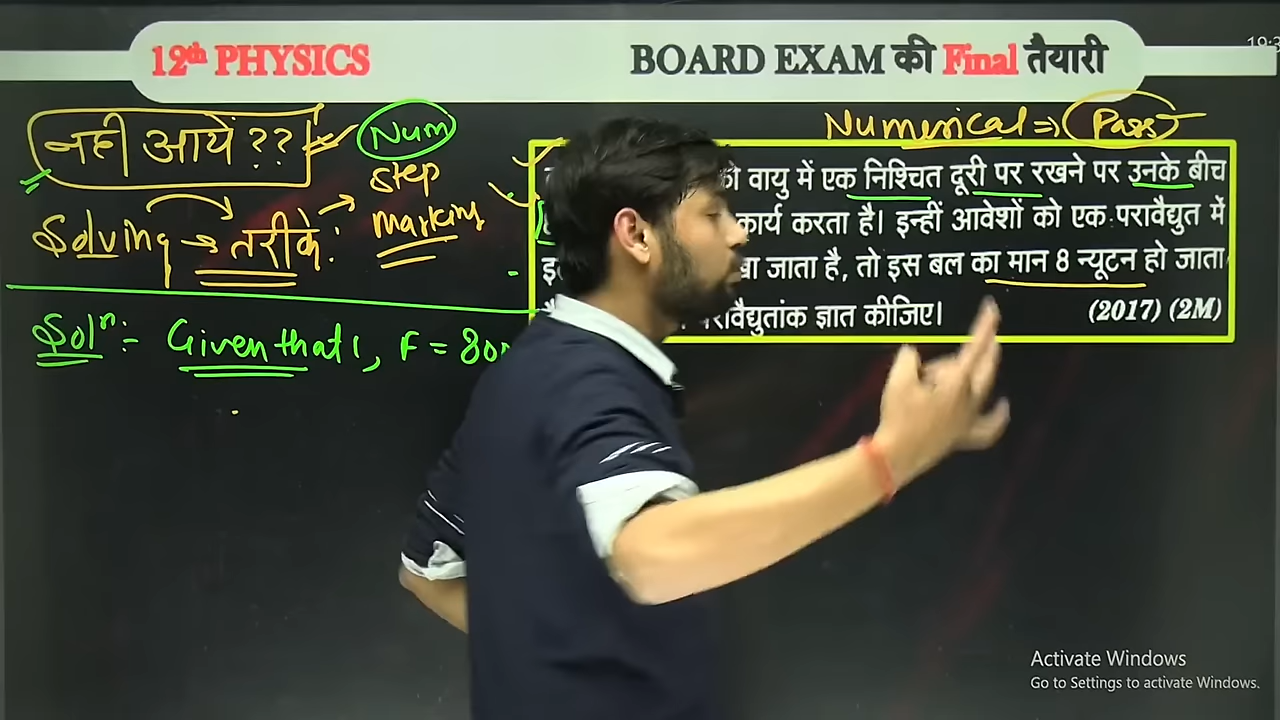 19:3
12th PHYSICS
BOARD EXAM की Final तैयारी
नही आये ??
Num
step
marking
Solving → तरीके :
Numerical ⇒ Pass
वायु में एक निश्चित दूरी पर रखने पर उनके बीच
कार्य करता है। इन्हीं आवेशों को एक परावैद्युत में
जाता है, तो इस बल का मान 8 न्यूटन हो जाता
परावैद्युतांक ज्ञात कीजिए। (2017) (2M)
Solⁿ :- Given that, F = 80
Activate Windows
Go to Settings to activate Windows.